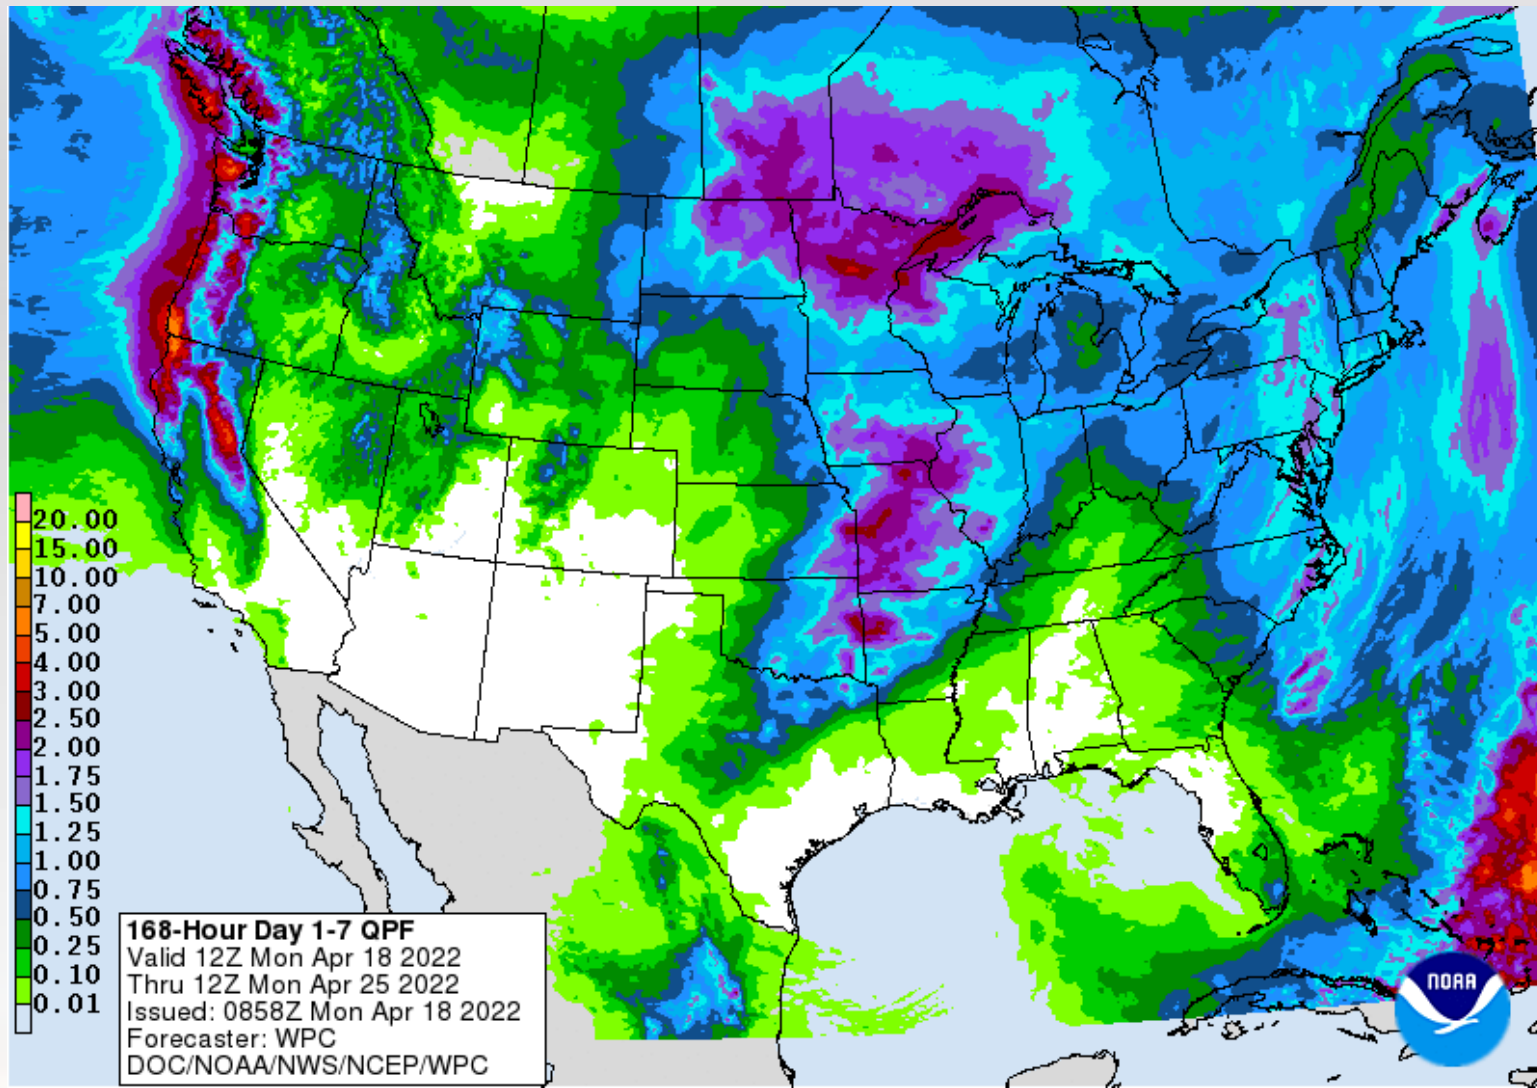 20.00
15.00
10.00
7.00
5.00
4.00
3.00
2.50
2.00
1.75
1.50
1.25
1.00
0.75
0.50
0.25
0.10
0.01
168-Hour Day 1-7 QPF
Valid 12Z Mon Apr 18 2022
Thru 12Z Mon Apr 25 2022
Issued: 0858Z Mon Apr 18 2022
Forecaster: WPC
DOC/NOAA/NWS/NCEP/WPC
NOAA